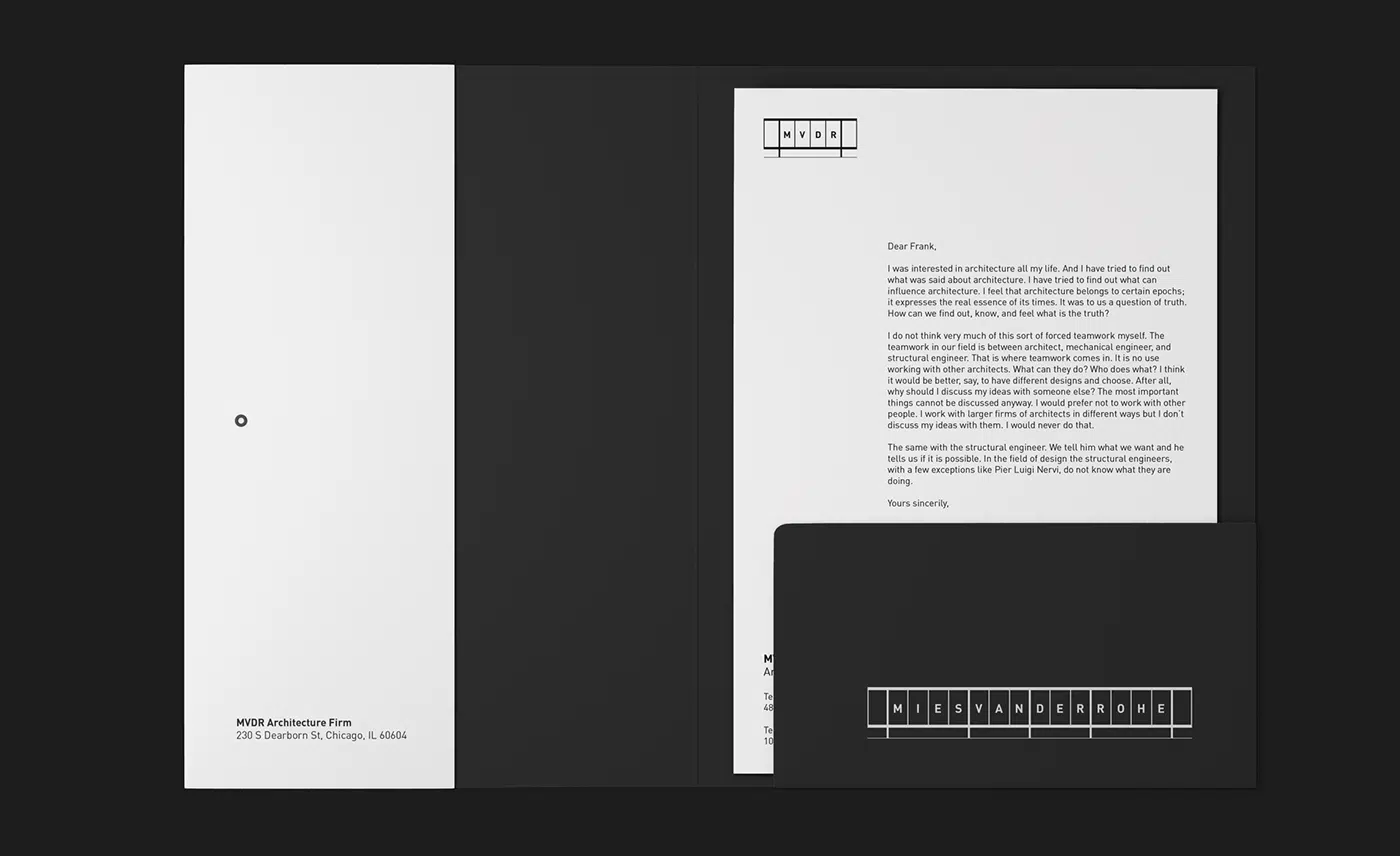 MVDR Architecture Firm
230 S Dearborn St, Chicago, IL 60604
MVDR
Dear Frank,
I was interested in architecture all my life. And I have tried to find out
what was said about architecture. I have tried to find out what can
influence architecture. I feel that architecture belongs to certain epochs;
it expresses the real essence of its times. It was to us a question of truth.
How can we find out, know, and feel what is the truth?
I do not think very much of this sort of forced teamwork myself. The
teamwork in our field is between architect, mechanical engineer, and
structural engineer. That is where teamwork comes in. It is no use
working with other architects. What can they do? Who does what? I think
it would be better, say, to have different designs and choose. After all,
why should I discuss my ideas with someone else? The most important
things cannot be discussed anyway. I would prefer not to work with other
people. I work with larger firms of architects in different ways but I don't
discuss my ideas with them. I would never do that.
The same with the structural engineer. We tell him what we want and he
tells us if it is possible. In the field of design the structural engineers,
with a few exceptions like Pier Luigi Nervi, do not know what they are
doing.
Yours sincerily,
Te
48
Te
10
MIESVANDERROHE